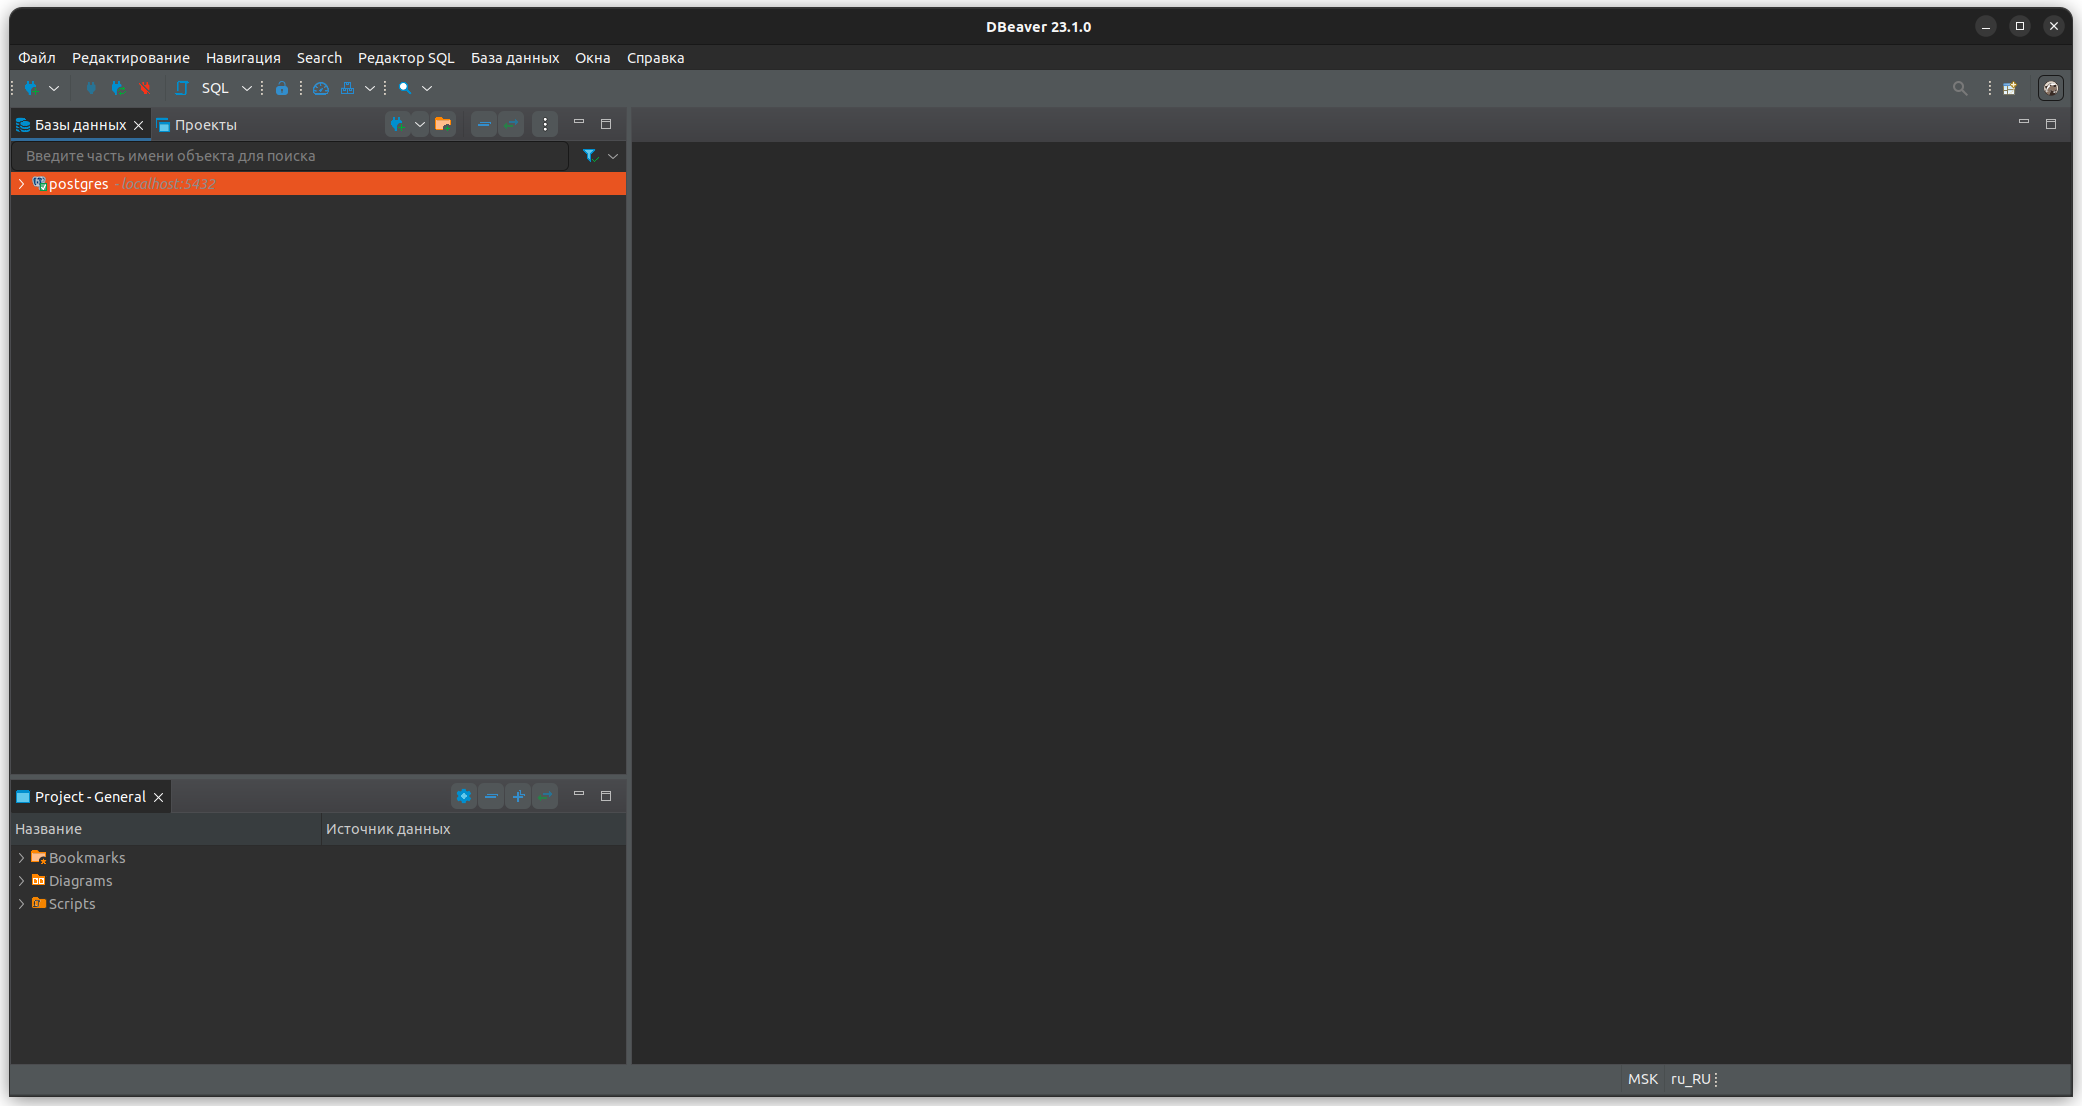 DBeaver 23.1.0
Файл Редактирование Навигация Search Редактор SQL База данных Окна Справка
SQL
Базы данных Проекты
Введите часть имени объекта для поиска
postgres - localhost:5432
Project - General
Название Источник данных
Bookmarks
Diagrams
Scripts
MSK ru_RU